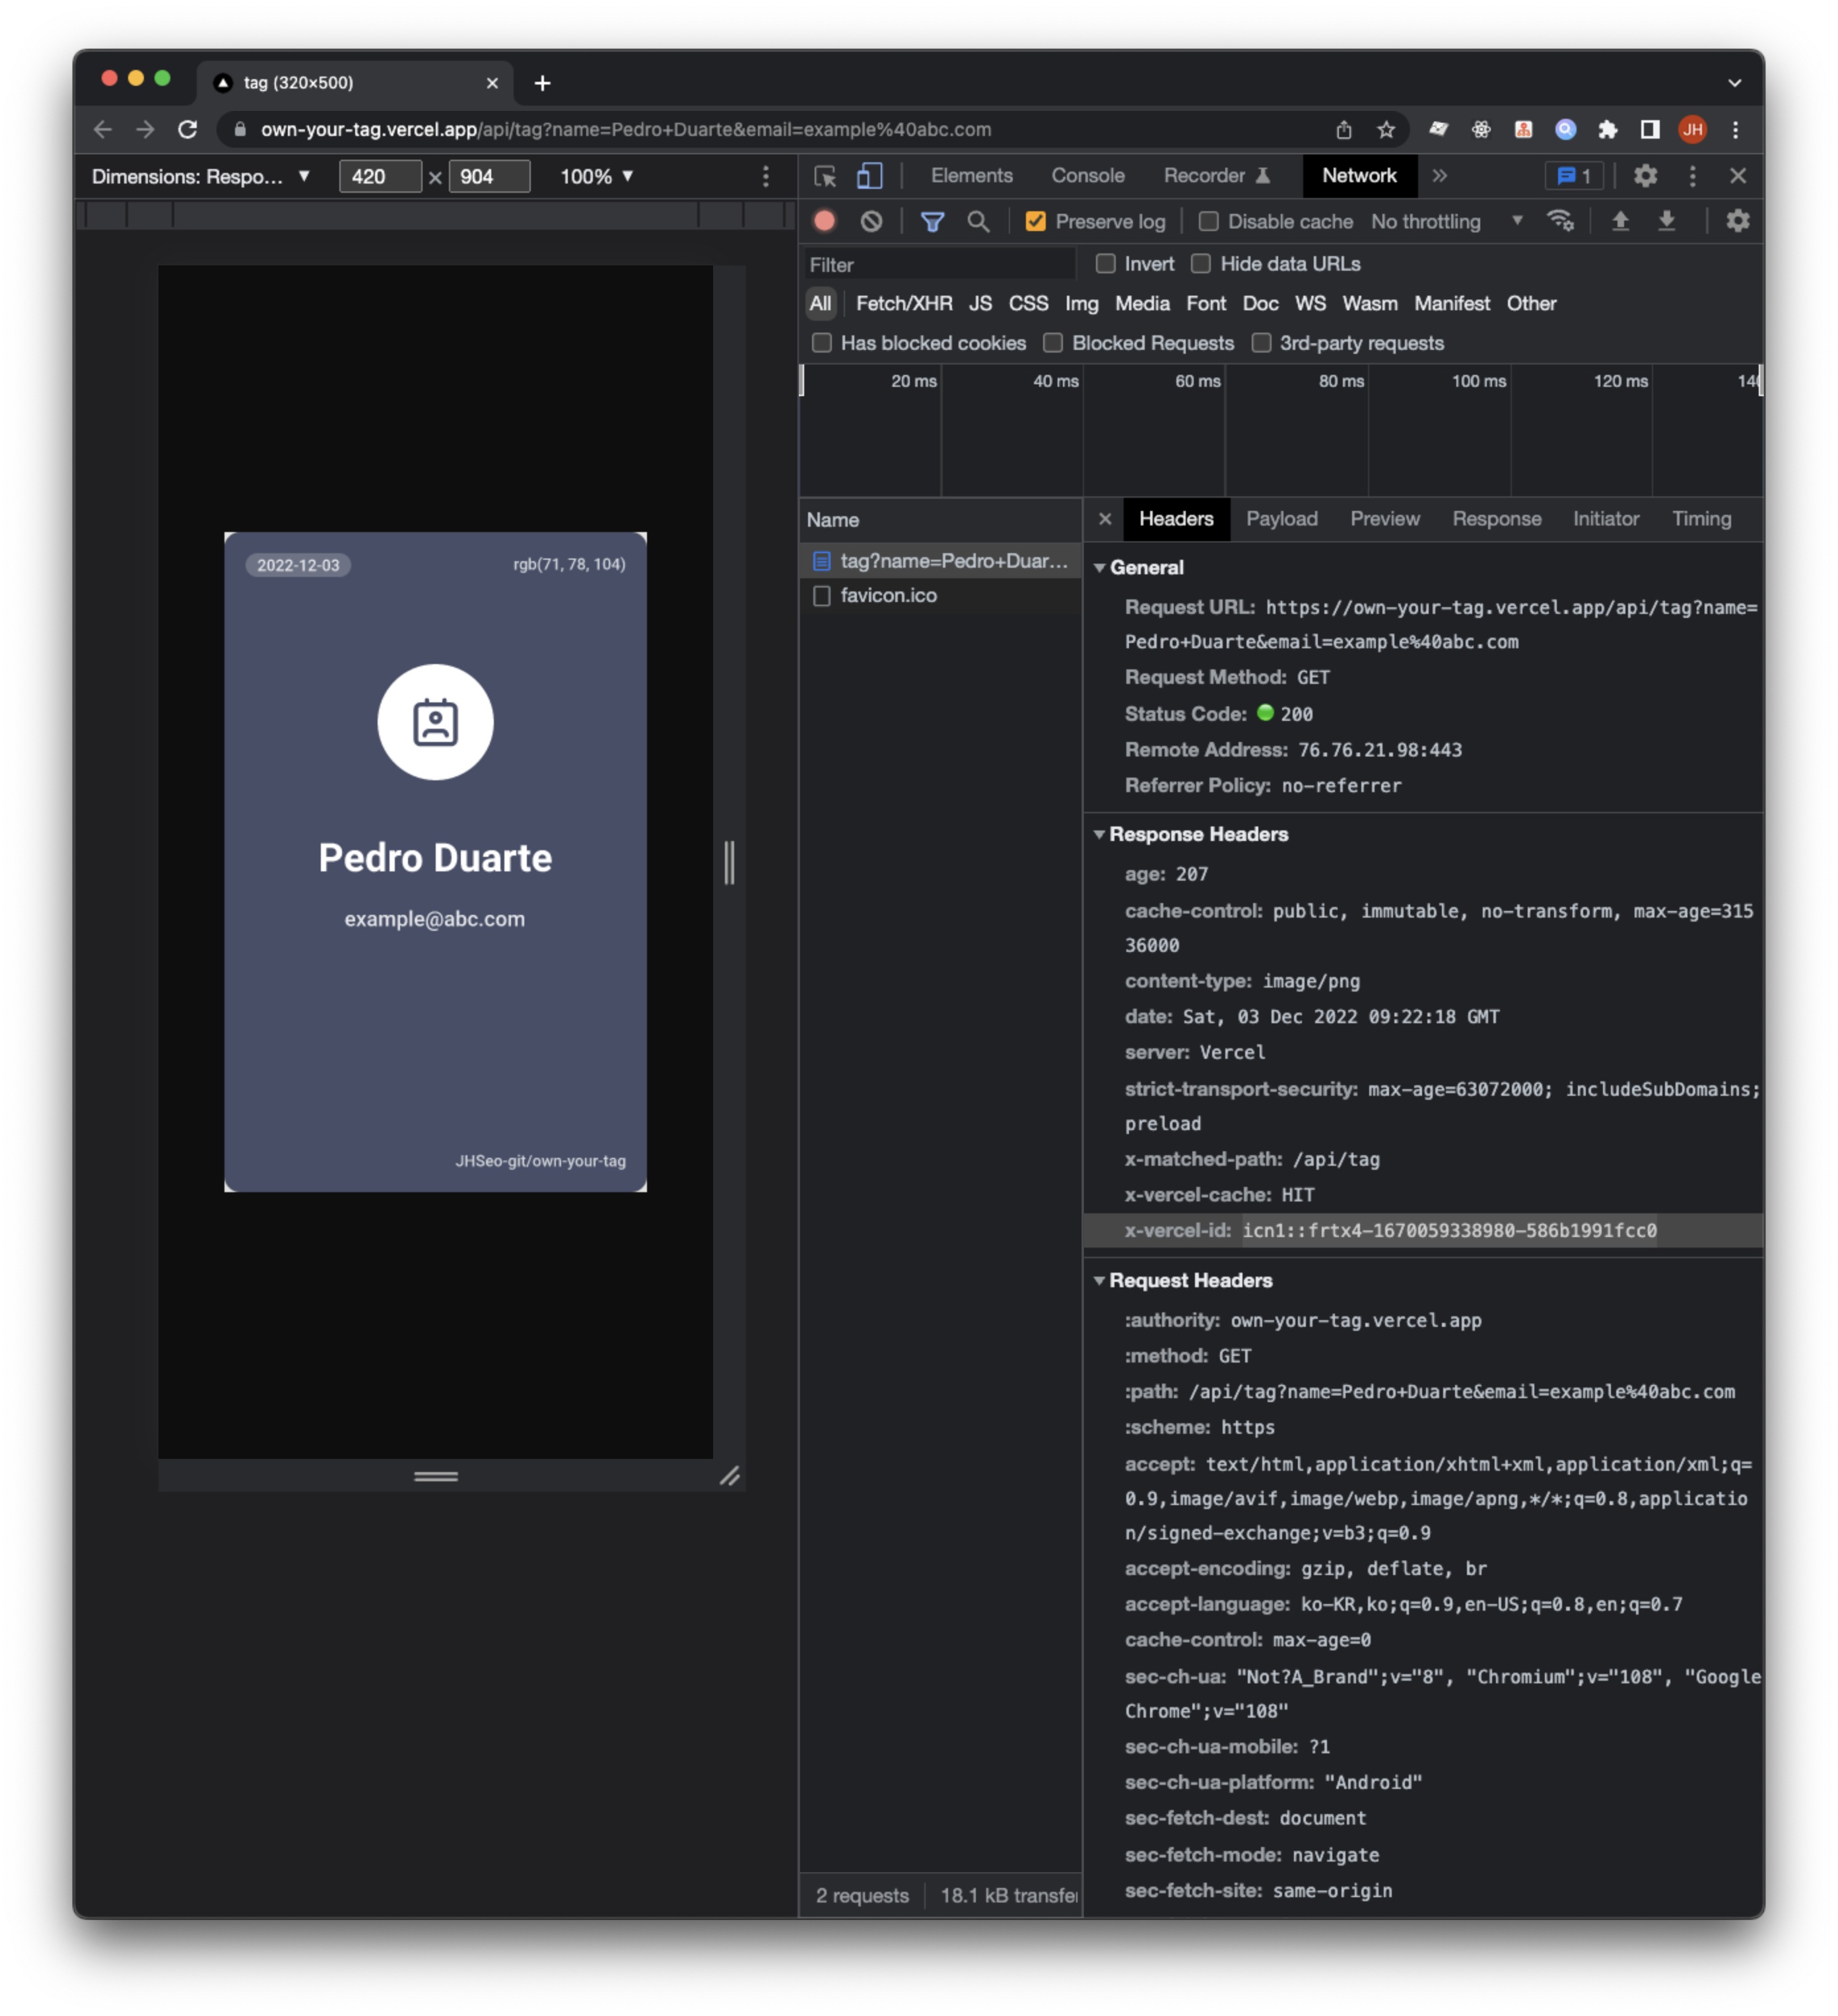 tag (320×500)
own-your-tag.vercel.app/api/tag?name=Pedro+Duarte&email=example%40abc.com
JH
Dimensions: Respo... ▼ 420 × 904 100% ▼
Elements Console Recorder Network » 1
Preserve log Disable cache No throttling
Filter Invert Hide data URLs
All Fetch/XHR JS CSS Img Media Font Doc WS Wasm Manifest Other
Has blocked cookies Blocked Requests 3rd-party requests
20 ms 40 ms 60 ms 80 ms 100 ms 120 ms 14
2022-12-03 rgb(71, 78, 104)
Pedro Duarte
example@abc.com
JHSeo-git/own-your-tag
Name
tag?name=Pedro+Duar...
favicon.ico
2 requests 18.1 kB transfe
Headers Payload Preview Response Initiator Timing
General
Request URL: https://own-your-tag.vercel.app/api/tag?name=
Pedro+Duarte&email=example%40abc.com
Request Method: GET
Status Code: 200
Remote Address: 76.76.21.98:443
Referrer Policy: no-referrer
Response Headers
age: 207
cache-control: public, immutable, no-transform, max-age=315
36000
content-type: image/png
date: Sat, 03 Dec 2022 09:22:18 GMT
server: Vercel
strict-transport-security: max-age=63072000; includeSubDomains;
preload
x-matched-path: /api/tag
x-vercel-cache: HIT
x-vercel-id: icn1::frtx4-1670059338980-586b1991fcc0
Request Headers
:authority: own-your-tag.vercel.app
:method: GET
:path: /api/tag?name=Pedro+Duarte&email=example%40abc.com
:scheme: https
accept: text/html,application/xhtml+xml,application/xml;q=
0.9,image/avif,image/webp,image/apng,*/*;q=0.8,applicatio
n/signed-exchange;v=b3;q=0.9
accept-encoding: gzip, deflate, br
accept-language: ko-KR,ko;q=0.9,en-US;q=0.8,en;q=0.7
cache-control: max-age=0
sec-ch-ua: "Not?A_Brand";v="8", "Chromium";v="108", "Google
Chrome";v="108"
sec-ch-ua-mobile: ?1
sec-ch-ua-platform: "Android"
sec-fetch-dest: document
sec-fetch-mode: navigate
sec-fetch-site: same-origin